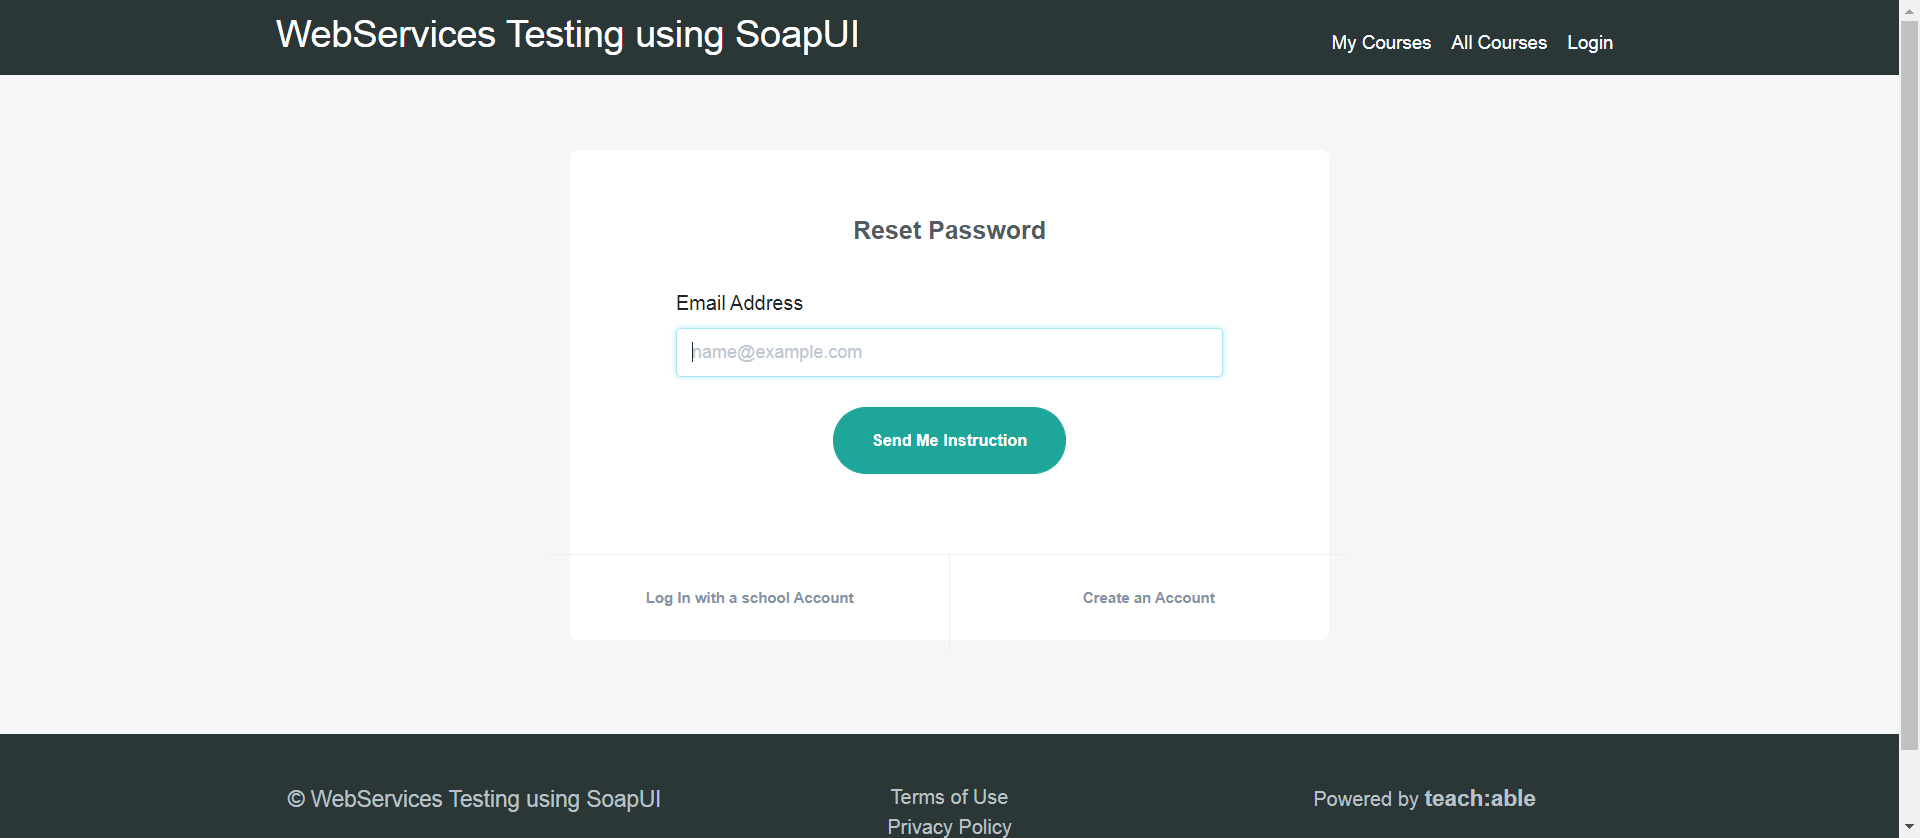 WebServices Testing using SoapUI
My Courses All Courses Login
Reset Password
Email Address
name@example.com
Send Me Instruction
Log In with a school Account
Create an Account
© WebServices Testing using SoapUI
Terms of Use
Privacy Policy
Powered by teach:able